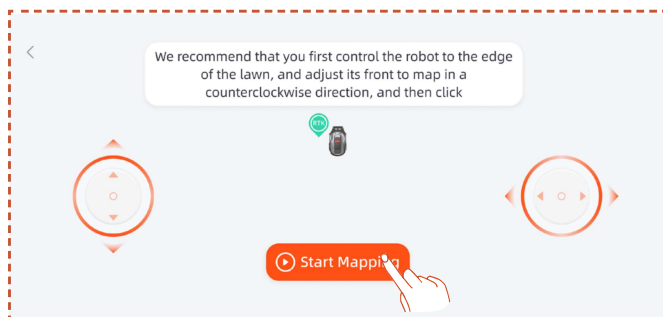 We recommend that you first control the robot to the edge
of the lawn, and adjust its front to map in a
counterclockwise direction, and then click
RTK
Start Mapping